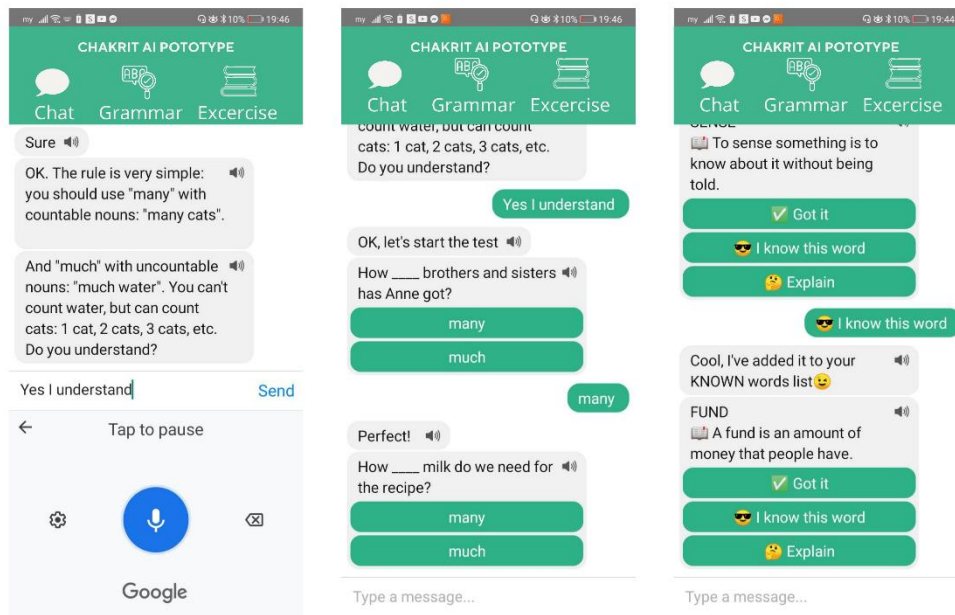 my 10% 19:46
CHAKRIT AI POTOTYPE
Chat Grammar Excercise
Sure
OK. The rule is very simple:
you should use "many" with
countable nouns: "many cats".
And "much" with uncountable
nouns: "much water". You can't
count water, but can count
cats: 1 cat, 2 cats, 3 cats, etc.
Do you understand?
Yes I understand
Send
Tap to pause
Google
my 10% 19:46
CHAKRIT AI POTOTYPE
Chat Grammar Excercise
count water, but can count
cats: 1 cat, 2 cats, 3 cats, etc.
Do you understand?
Yes I understand
OK, let's start the test
How ____ brothers and sisters
has Anne got?
many
much
many
Perfect!
How ____ milk do we need for
the recipe?
many
much
Type a message...
my 10% 19:44
CHAKRIT AI POTOTYPE
Chat Grammar Excercise
SENSE
📖 To sense something is to
know about it without being
told.
✅ Got it
😎 I know this word
🤔 Explain
😎 I know this word
Cool, I've added it to your
KNOWN words list😉
FUND
📖 A fund is an amount of
money that people have.
✅ Got it
😎 I know this word
🤔 Explain
Type a message...